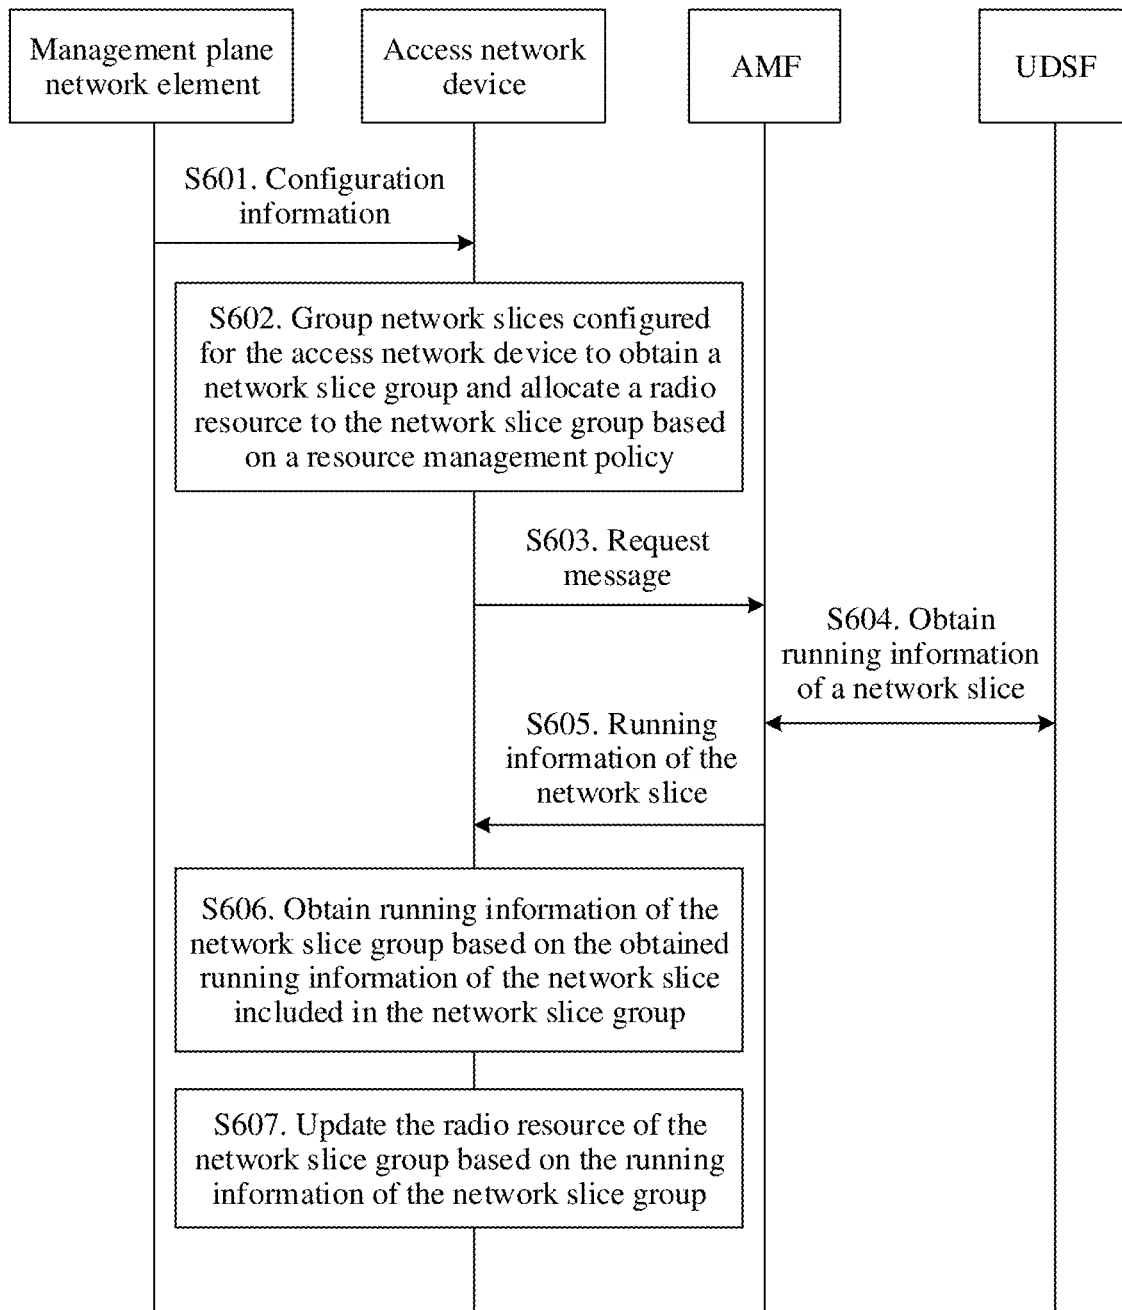 Management plane
network element
Access network
device
AMF
UDSF
S601. Configuration
information
S602. Group network slices configured
for the access network device to obtain a
network slice group and allocate a radio
resource to the network slice group based
on a resource management policy
S603. Request
message
S604. Obtain
running information
of a network slice
S605. Running
information of the
network slice
S606. Obtain running information of the
network slice group based on the obtained
running information of the network slice
included in the network slice group
S607. Update the radio resource of the
network slice group based on the running
information of the network slice group